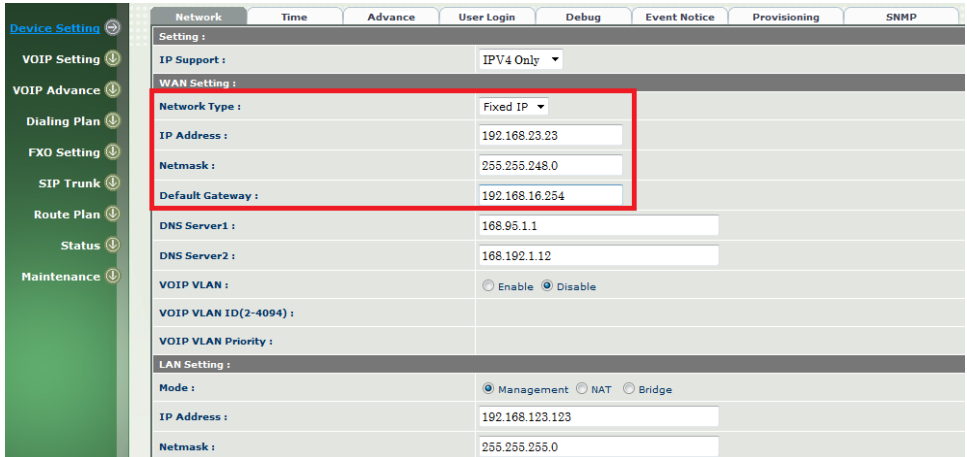 Network Time Advance User Login Debug Event Notice Provisioning SNMP
Device Setting
VOIP Setting
VOIP Advance
Dialing Plan
FXO Setting
SIP Trunk
Route Plan
Status
Maintenance
Setting :
IP Support : IPV4 Only
WAN Setting :
Network Type : Fixed IP
IP Address : 192.168.23.23
Netmask : 255.255.248.0
Default Gateway : 192.168.16.254
DNS Server1 : 168.95.1.1
DNS Server2 : 168.192.1.12
VOIP VLAN : Enable Disable
VOIP VLAN ID(2-4094) :
VOIP VLAN Priority :
LAN Setting :
Mode : Management NAT Bridge
IP Address : 192.168.123.123
Netmask : 255.255.255.0